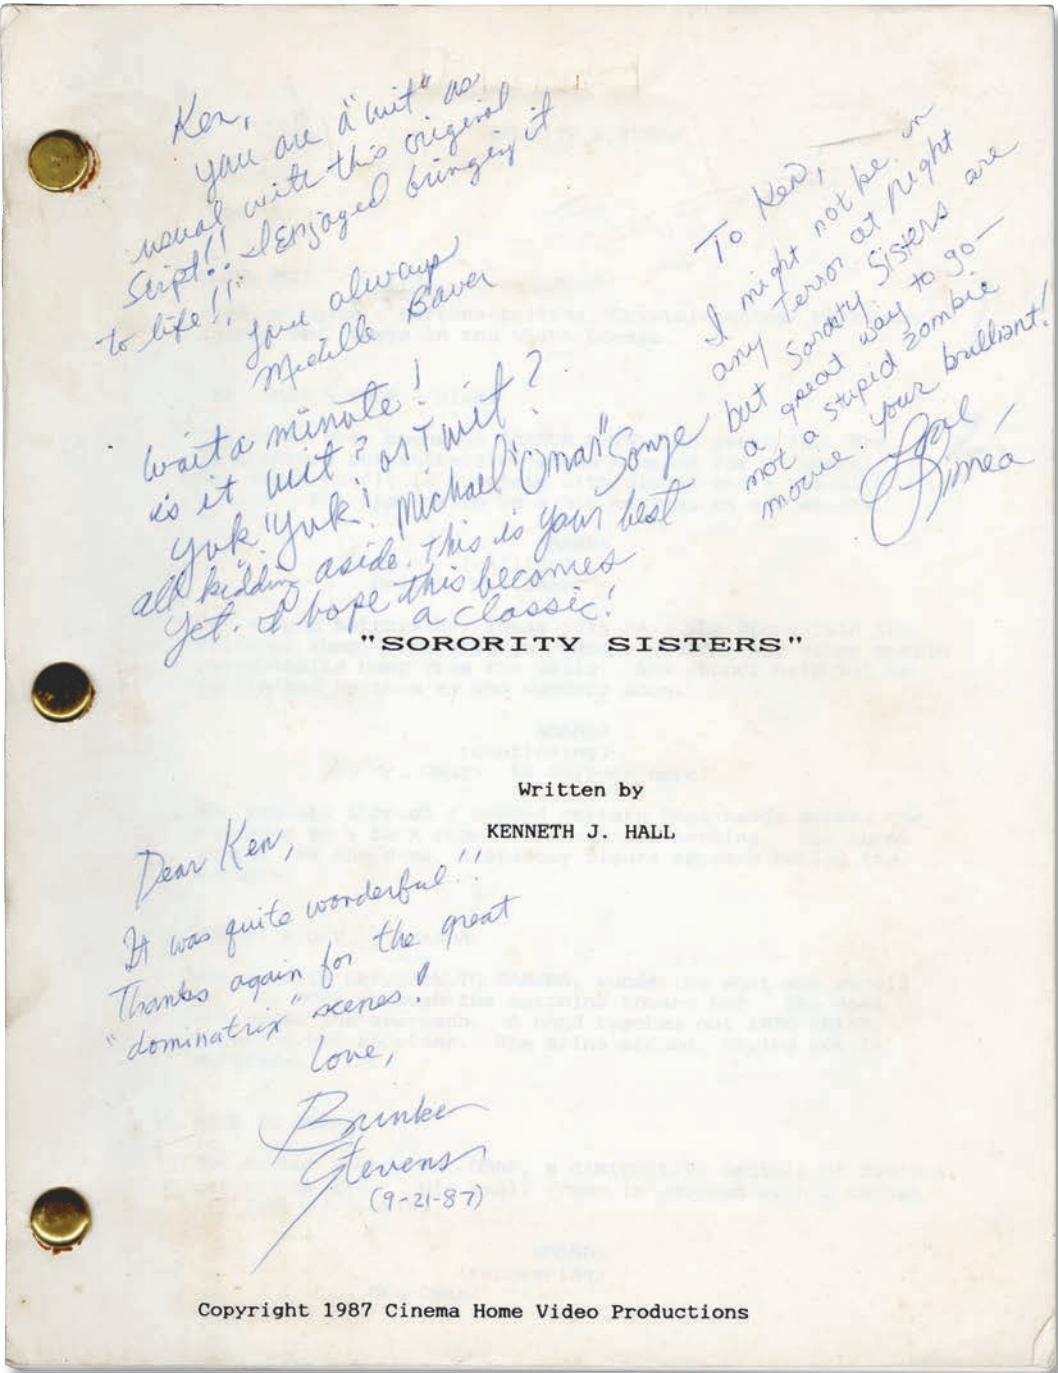 Ken,
you are a "wit" as
usual with this original
Script!! I enjoyed bringing it
to life!!
Love always
Michelle Bauer
To Ken,
I might not be in
any terror at night
but Sorority Sisters are
a great way to go—
not a stupid zombie
movie. your brilliant!
Love,
Linnea
Wait a minute!
is it wit? or Twit?
Yuk! Yuk! Michael "Omar" Sonye
all kidding aside. This is your best
yet. I hope this becomes
a classic!
"SORORITY SISTERS"
Written by
KENNETH J. HALL
Dear Ken,
It was quite wonderful!!
Thanks again for the great
"dominatrix" scenes!
Love,
Brinke
Stevens
(9-21-87)
Copyright 1987 Cinema Home Video Productions